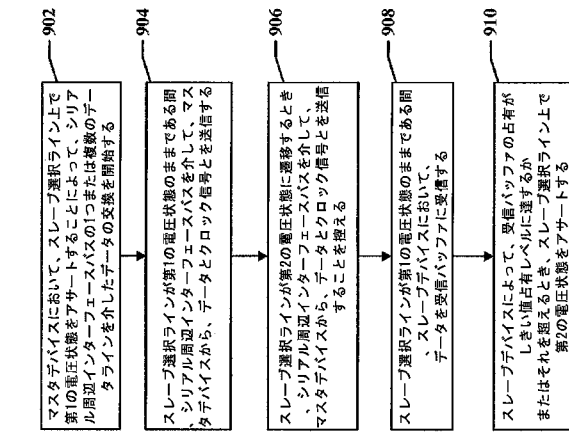 902
マスタデバイスにおいて、スレーブ選択ライン上で
第1の電圧状態をアサートすることによって、シリア
ル周辺インターフェースバスの1つまたは複数のデー
タラインを介したデータの交換を開始する
904
スレーブ選択ラインが第1の電圧状態のままである間
、シリアル周辺インターフェースバスを介して、マス
タデバイスから、データとクロック信号とを送信する
906
スレーブ選択ラインが第2の電圧状態に遷移するとき
、シリアル周辺インターフェースバスを介して、
マスタデバイスから、データとクロック信号とを送信
することを控える
908
スレーブ選択ラインが第1の電圧状態のままである間
、スレーブデバイスにおいて、
データを受信バッファに受信する
910
スレーブデバイスによって、受信バッファの占有が
しきい値占有レベルに達するか
またはそれを超えるとき、スレーブ選択ライン上で
第2の電圧状態をアサートする